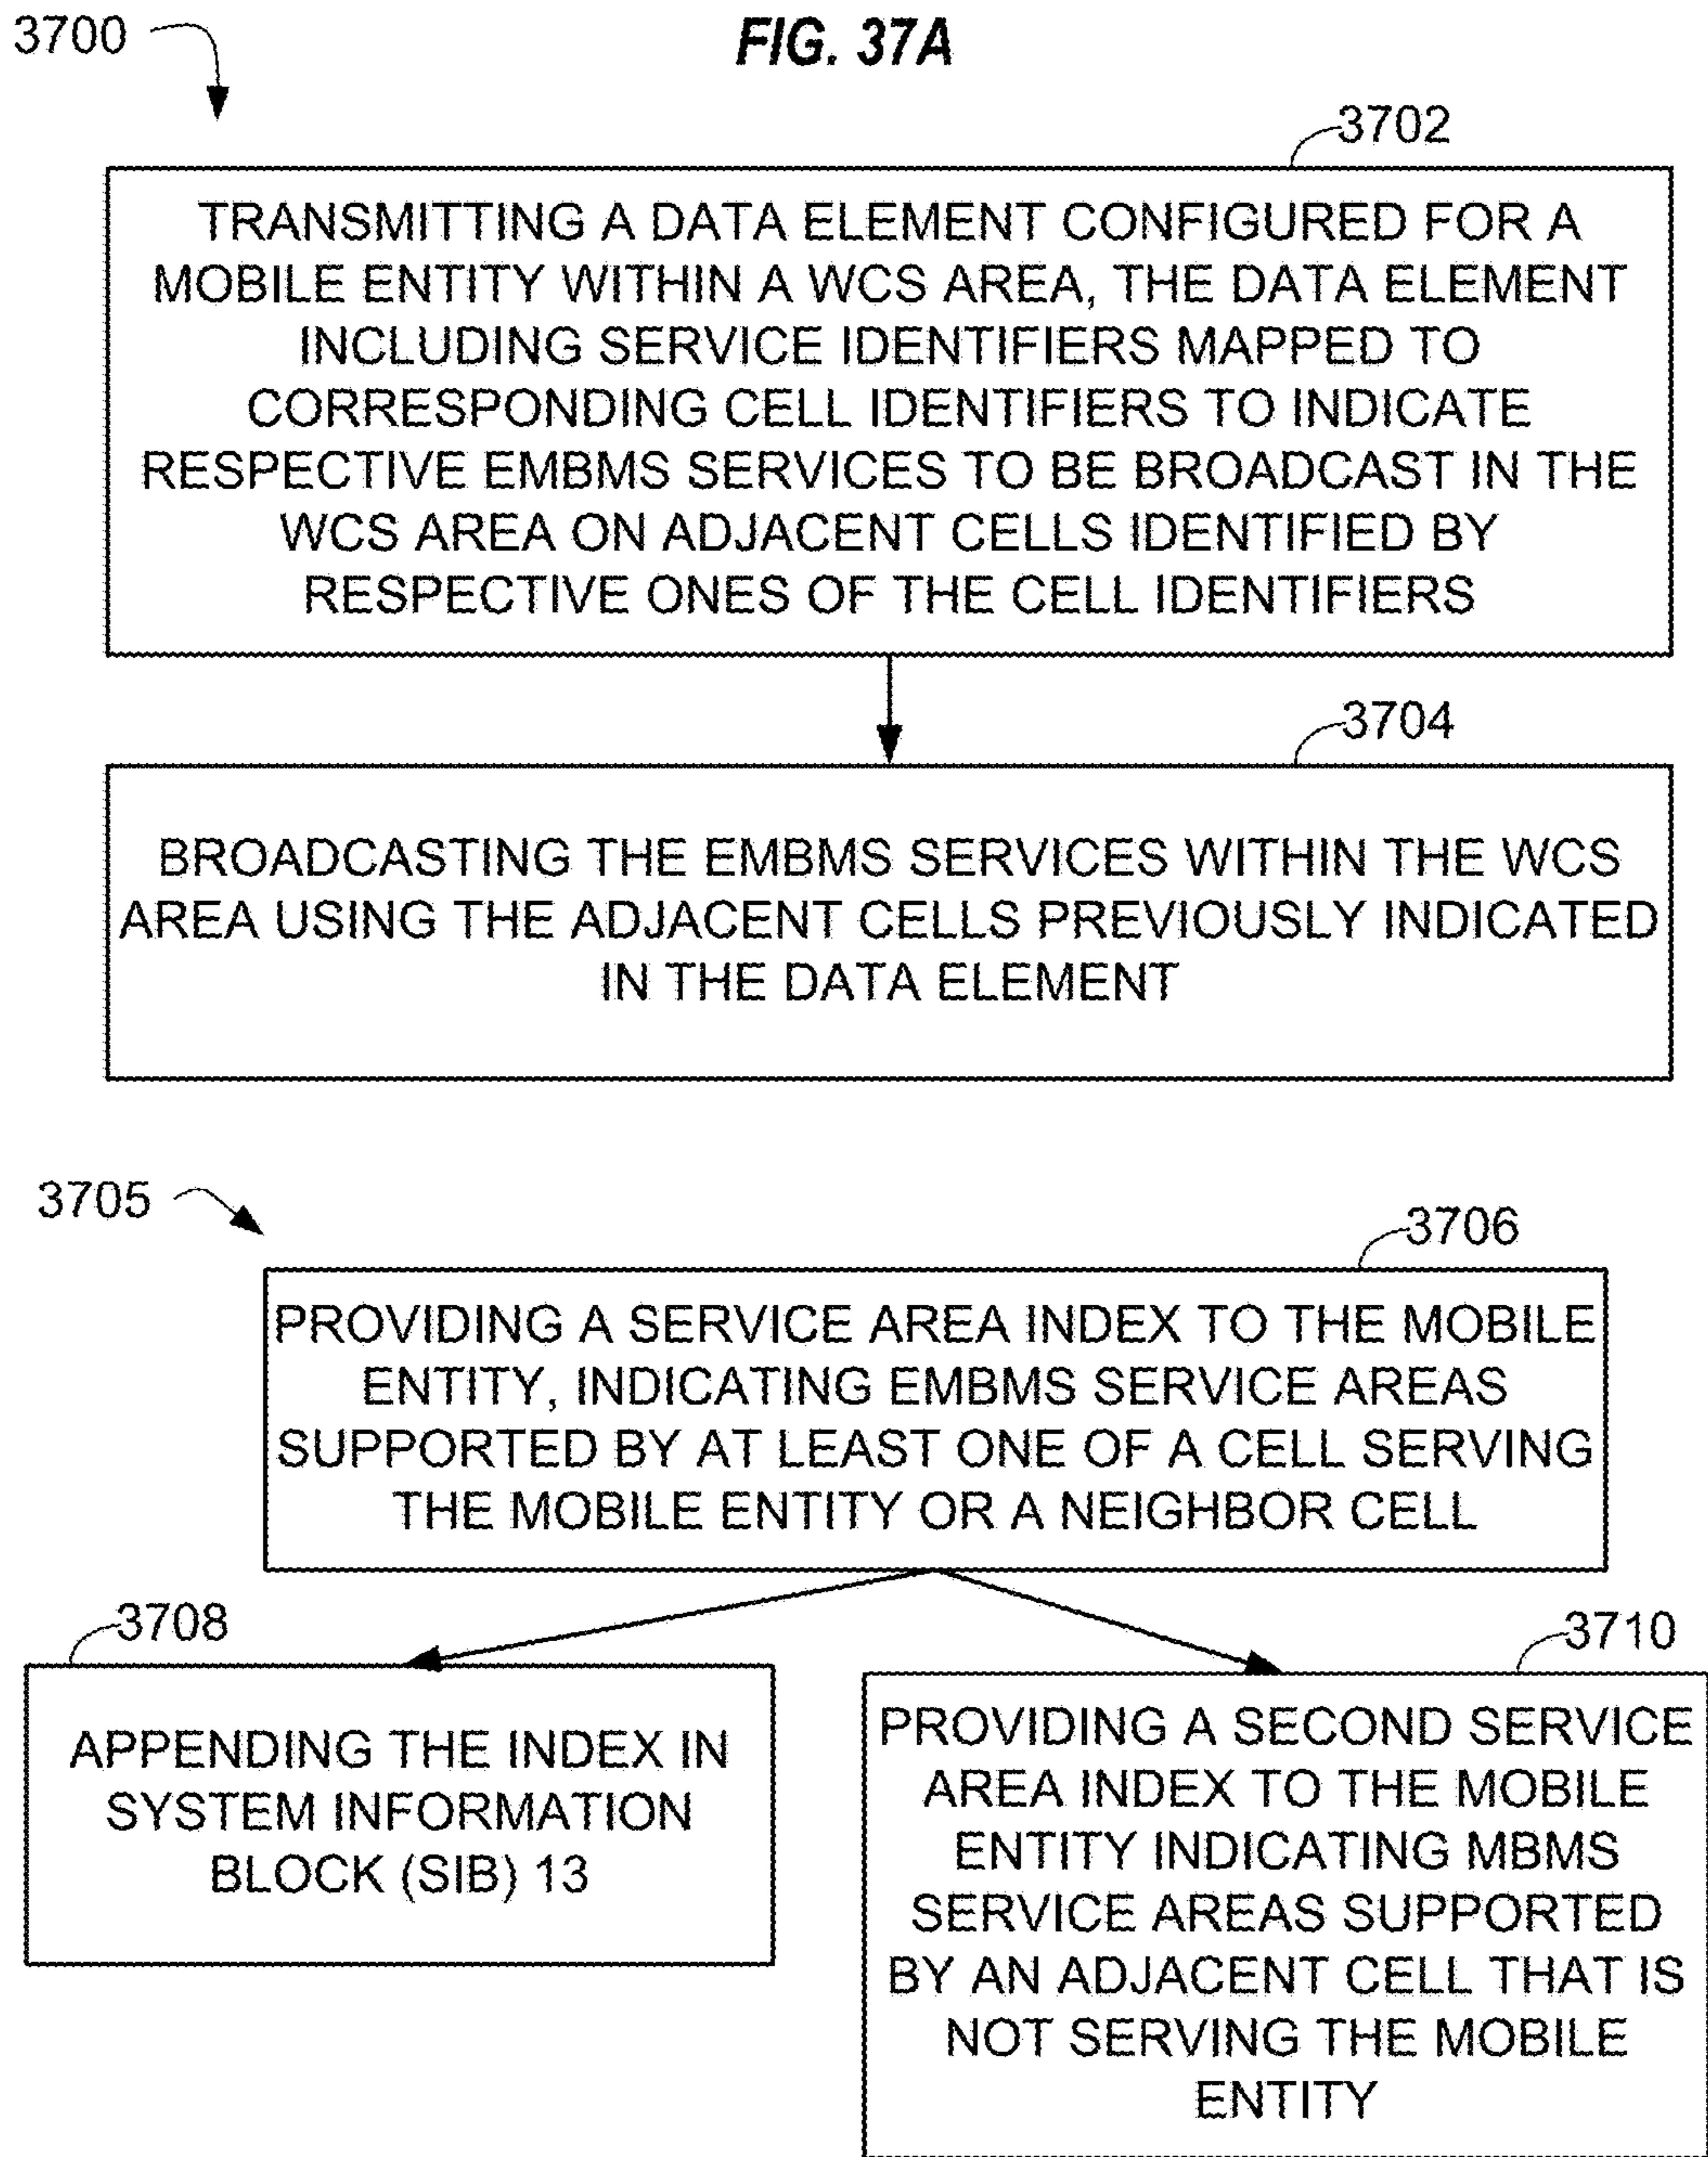 3700
FIG. 37A
3702
TRANSMITTING A DATA ELEMENT CONFIGURED FOR A
MOBILE ENTITY WITHIN A WCS AREA, THE DATA ELEMENT
INCLUDING SERVICE IDENTIFIERS MAPPED TO
CORRESPONDING CELL IDENTIFIERS TO INDICATE
RESPECTIVE EMBMS SERVICES TO BE BROADCAST IN THE
WCS AREA ON ADJACENT CELLS IDENTIFIED BY
RESPECTIVE ONES OF THE CELL IDENTIFIERS
3704
BROADCASTING THE EMBMS SERVICES WITHIN THE WCS
AREA USING THE ADJACENT CELLS PREVIOUSLY INDICATED
IN THE DATA ELEMENT
3705
3706
PROVIDING A SERVICE AREA INDEX TO THE MOBILE
ENTITY, INDICATING EMBMS SERVICE AREAS
SUPPORTED BY AT LEAST ONE OF A CELL SERVING
THE MOBILE ENTITY OR A NEIGHBOR CELL
3708
APPENDING THE INDEX IN
SYSTEM INFORMATION
BLOCK (SIB) 13
3710
PROVIDING A SECOND SERVICE
AREA INDEX TO THE MOBILE
ENTITY INDICATING MBMS
SERVICE AREAS SUPPORTED
BY AN ADJACENT CELL THAT IS
NOT SERVING THE MOBILE
ENTITY